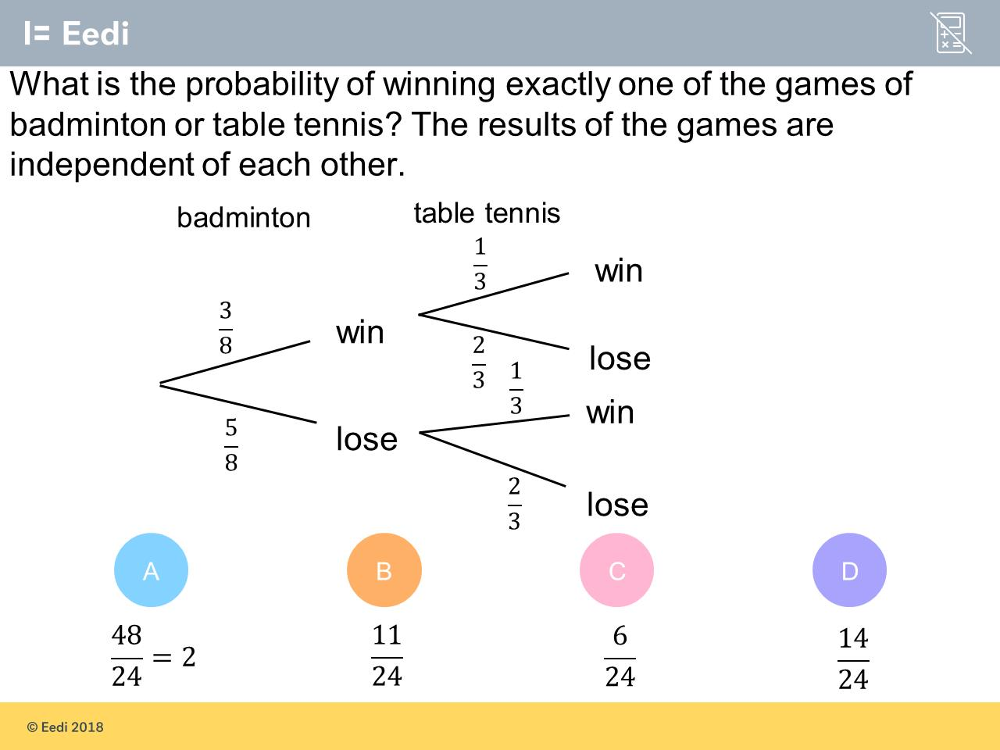 Eedi
What is the probability of winning exactly one of the games of
badminton or table tennis? The results of the games are
independent of each other.
badminton
table tennis
1/3
win
3/8
win
2/3
lose
1/3
win
5/8
lose
2/3
lose
A
B
C
D
48/24 = 2
11/24
6/24
14/24
© Eedi 2018